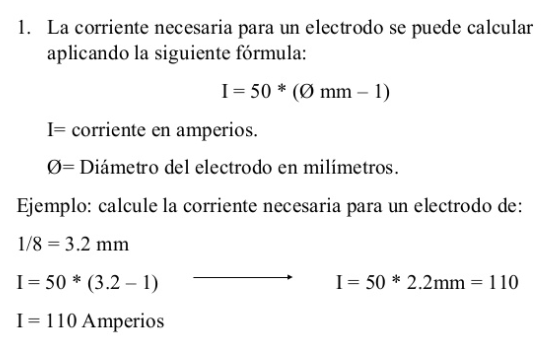 1. La corriente necesaria para un electrodo se puede calcular
aplicando la siguiente fórmula:
I = 50 * (Ø mm – 1)
I= corriente en amperios.
Ø= Diámetro del electrodo en milímetros.
Ejemplo: calcule la corriente necesaria para un electrodo de:
1/8 = 3.2 mm
I = 50 * (3.2 – 1) ⟶ I = 50 * 2.2mm = 110
I = 110 Amperios